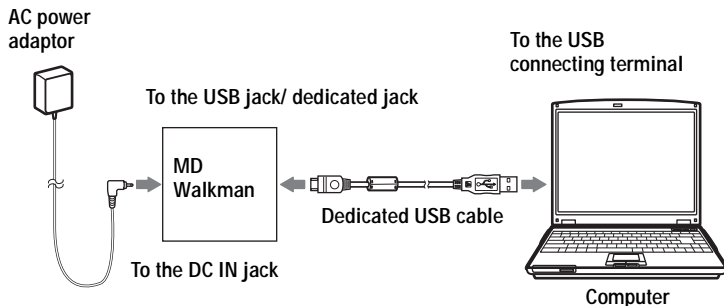 AC power
adaptor
To the USB
connecting terminal
To the USB jack/ dedicated jack
MD
Walkman
Dedicated USB cable
To the DC IN jack
Computer